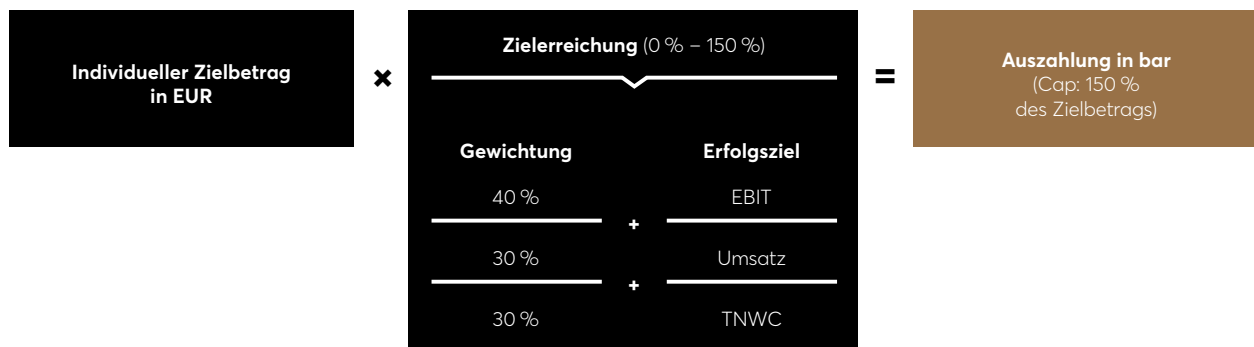 Individueller Zielbetrag
in EUR
×
Zielerreichung (0 % – 150 %)
Gewichtung Erfolgsziel
40 % EBIT
+
30 % Umsatz
+
30 % TNWC
=
Auszahlung in bar
(Cap: 150 %
des Zielbetrags)